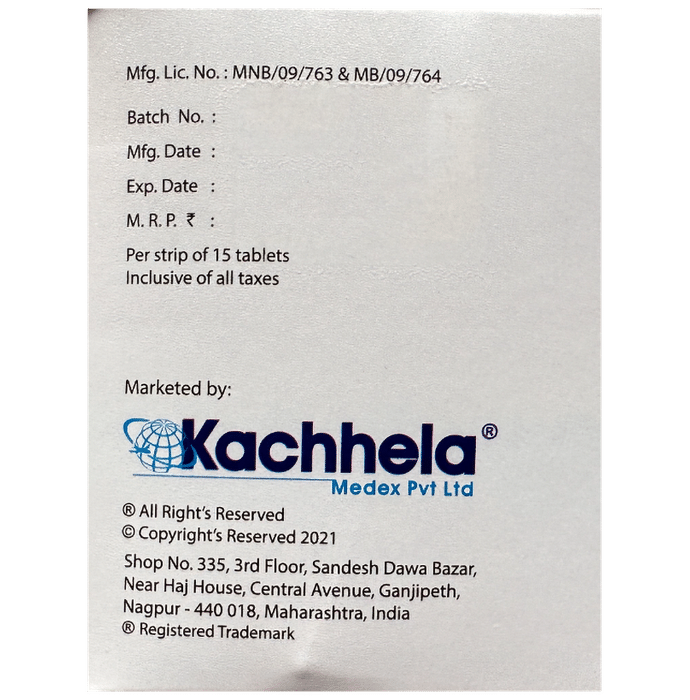 Mfg. Lic. No. : MNB/09/763 & MB/09/764
Batch No. :
Mfg. Date :
Exp. Date :
M. R. P. ₹ :
Per strip of 15 tablets
Inclusive of all taxes
Marketed by:
Kachhela®
Medex Pvt Ltd
® All Right's Reserved
© Copyright's Reserved 2021
Shop No. 335, 3rd Floor, Sandesh Dawa Bazar,
Near Haj House, Central Avenue, Ganjipeth,
Nagpur - 440 018, Maharashtra, India
® Registered Trademark